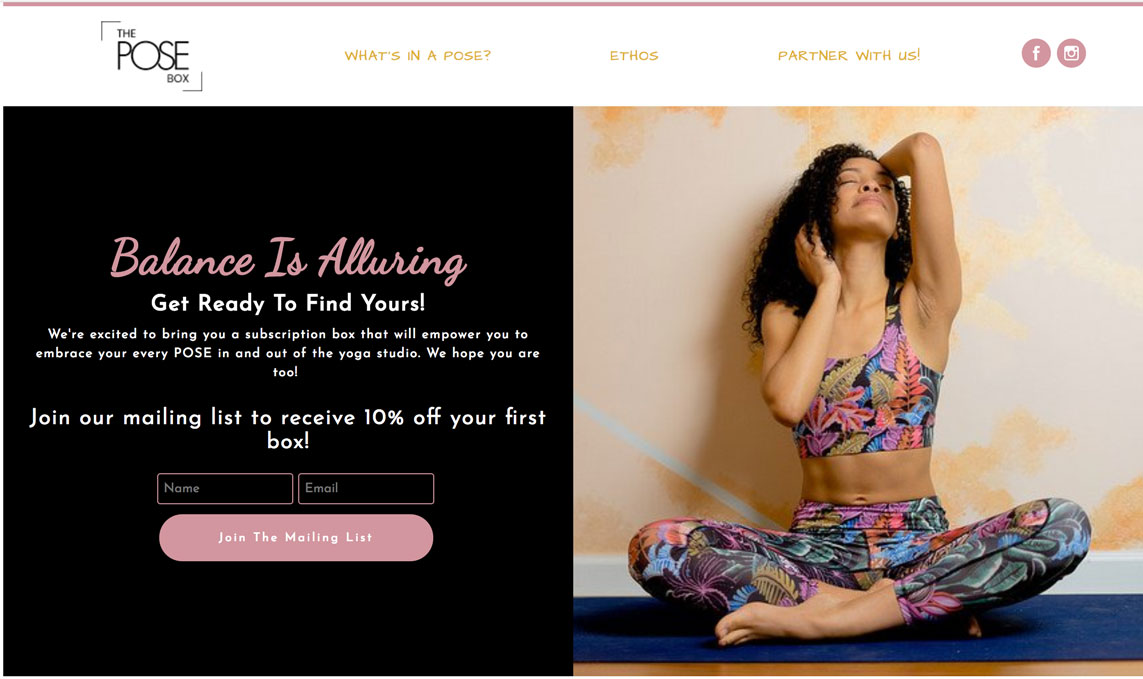 THE
POSE
BOX
WHAT'S IN A POSE?
ETHOS
PARTNER WITH US!
f
Balance Is Alluring
Get Ready To Find Yours!
We're excited to bring you a subscription box that will empower you to
embrace your every POSE in and out of the yoga studio. We hope you are
too!
Join our mailing list to receive 10% off your first
box!
Name
Email
Join The Mailing List